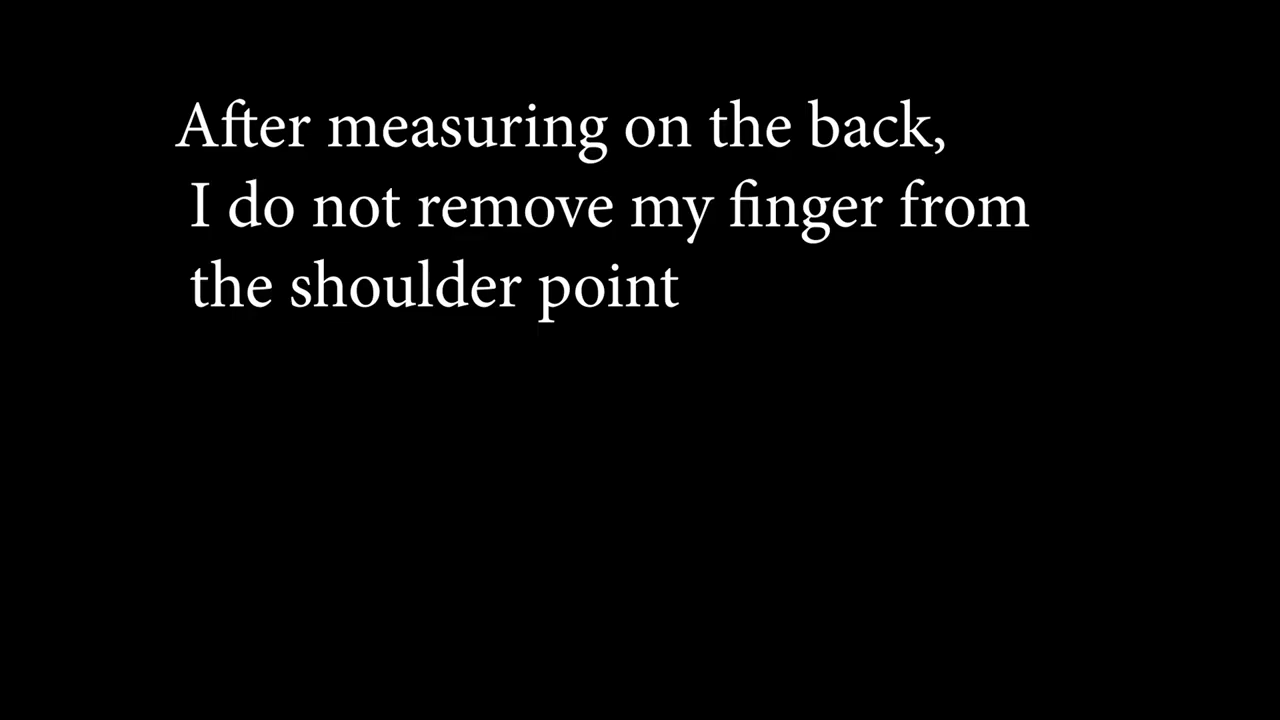 After measuring on the back,
I do not remove my finger from
the shoulder point